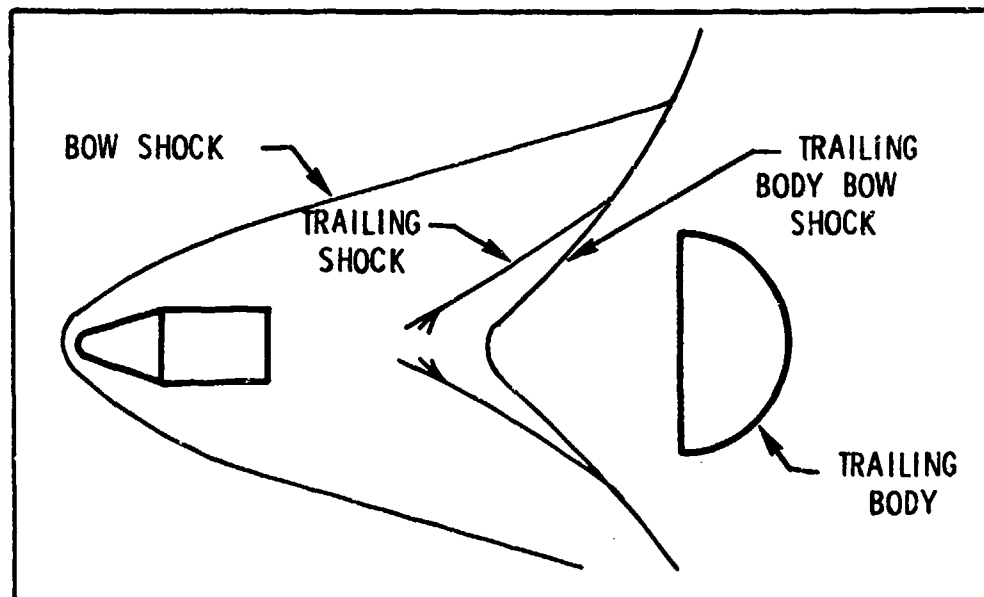 BOW SHOCK
TRAILING
SHOCK
TRAILING
BODY BOW
SHOCK
TRAILING
BODY